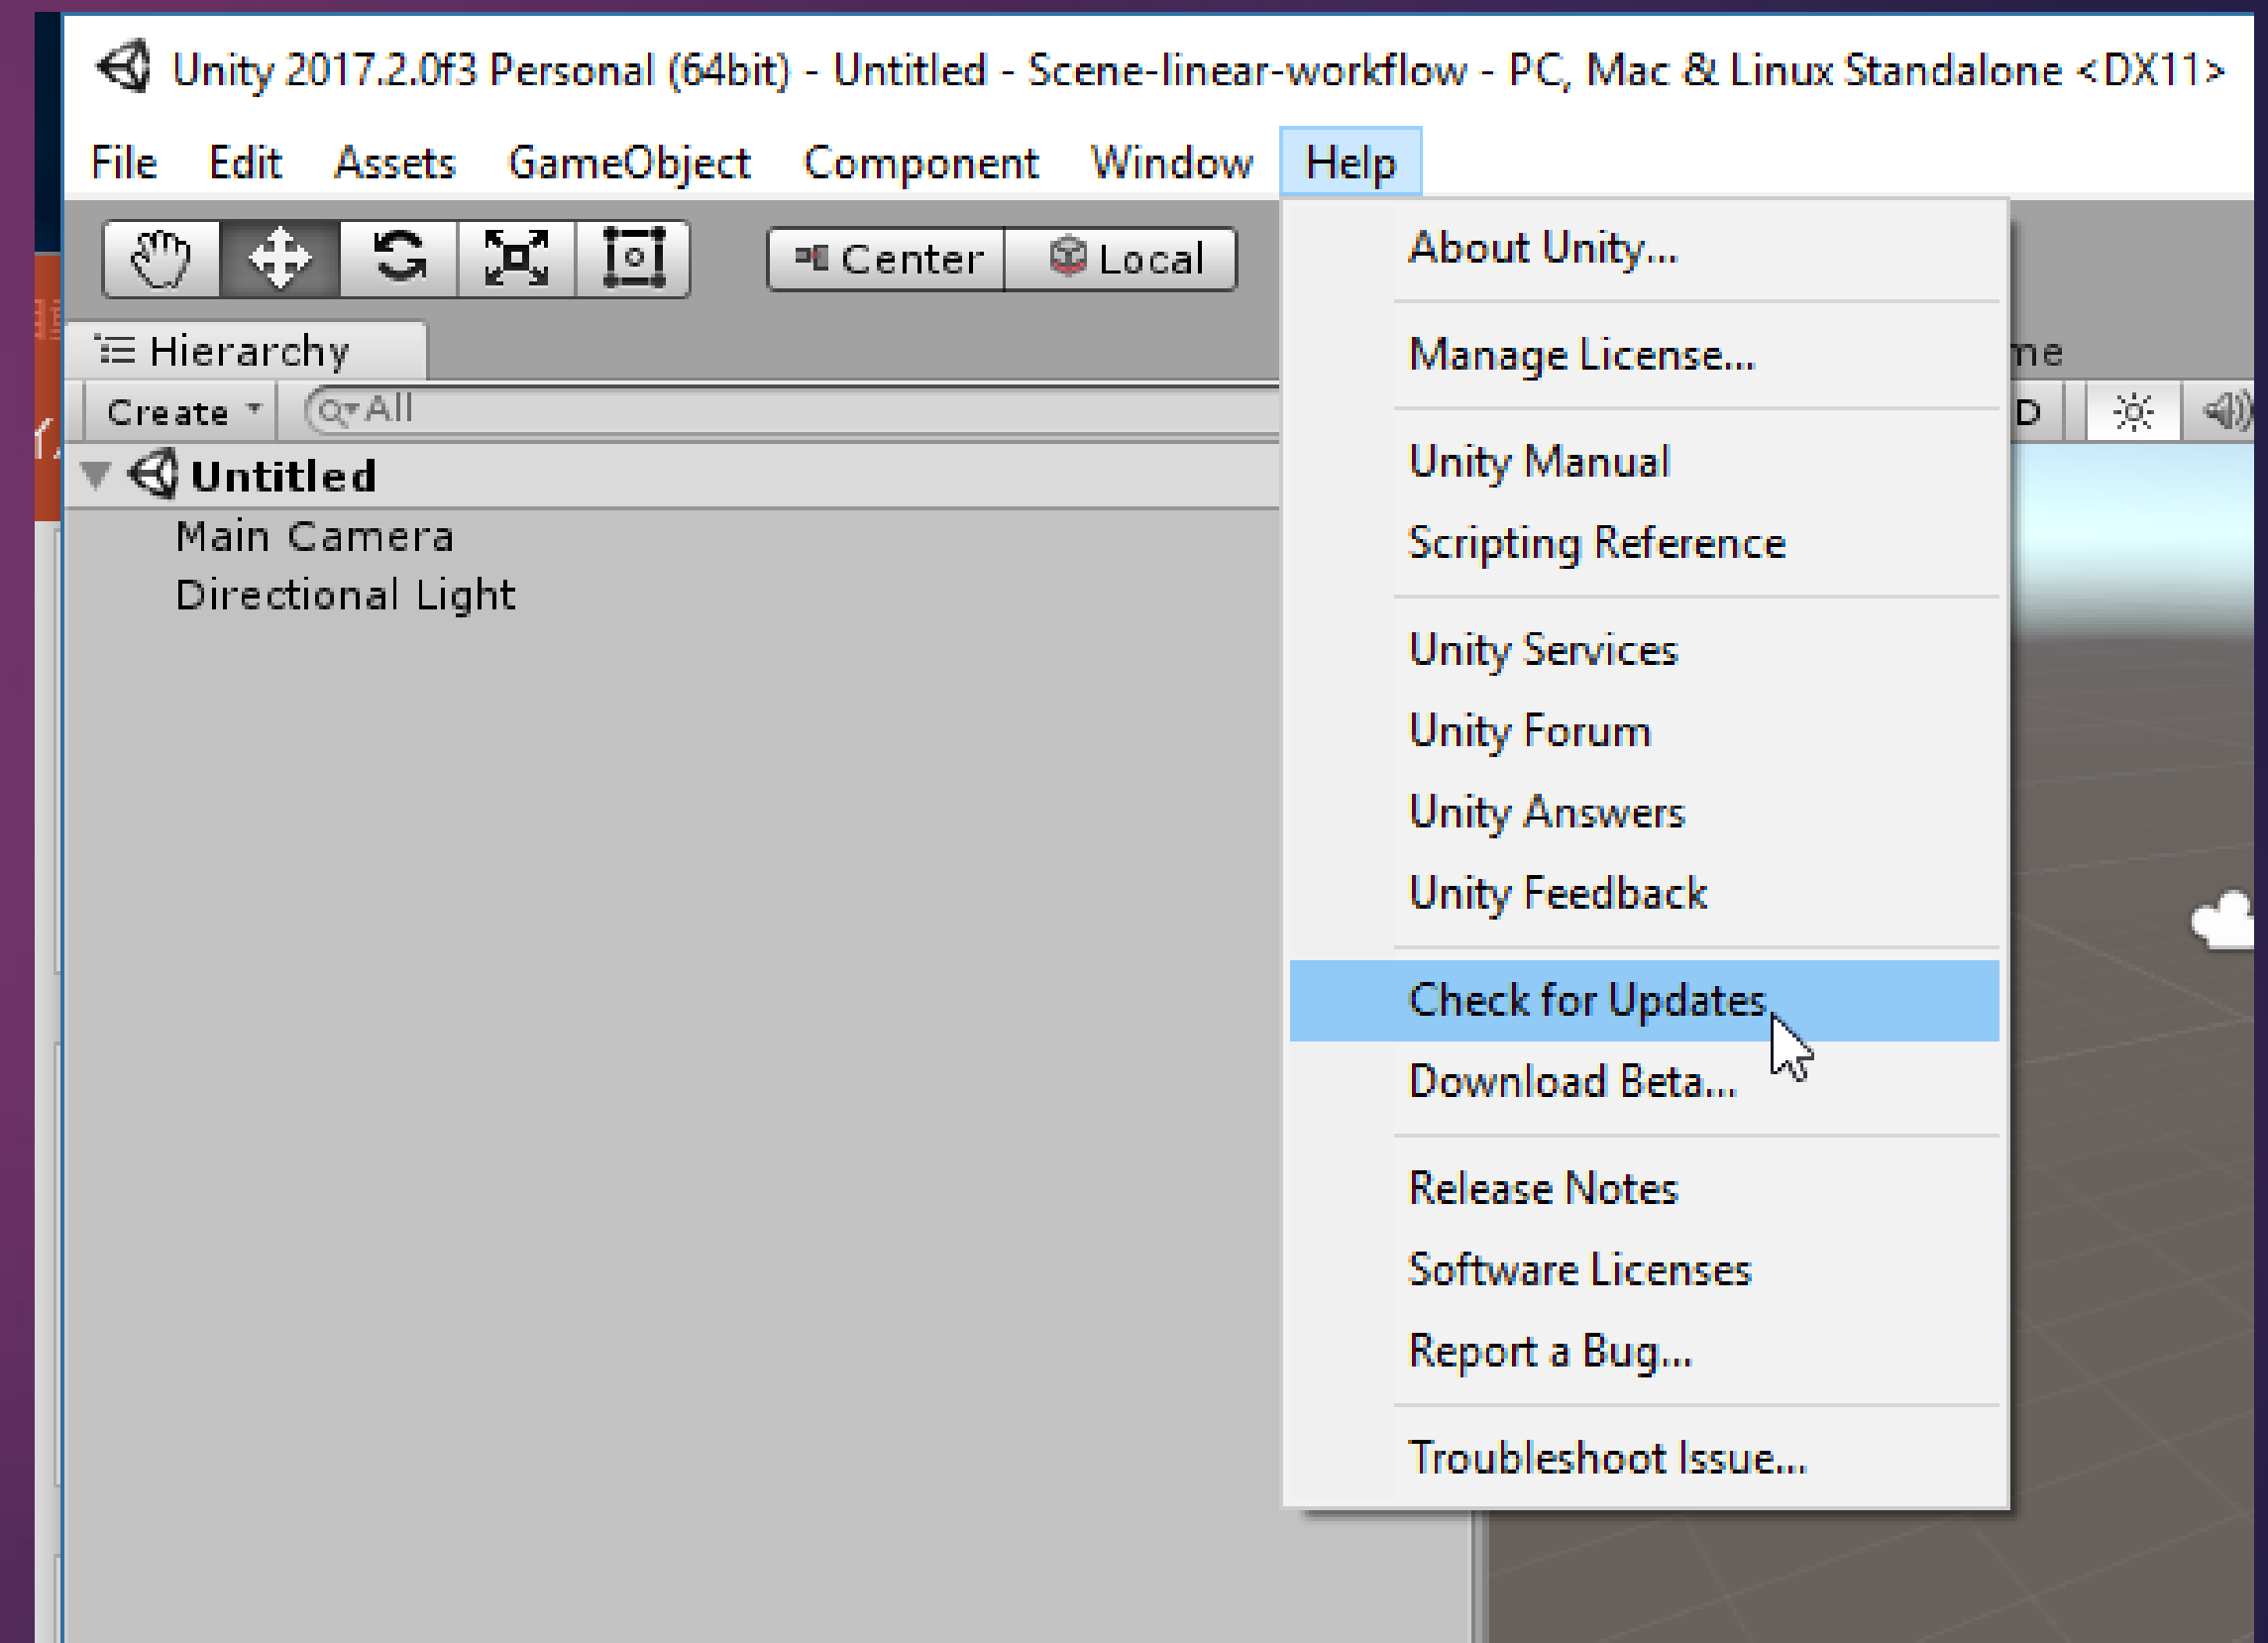 Unity 2017.2.0f3 Personal (64bit) - Untitled - Scene-linear-workflow - PC, Mac & Linux Standalone <DX11>
File Edit Assets GameObject Component Window Help
Center Local
Hierarchy
Create All
Untitled
Main Camera
Directional Light
About Unity...
Manage License...
Unity Manual
Scripting Reference
Unity Services
Unity Forum
Unity Answers
Unity Feedback
Check for Updates
Download Beta...
Release Notes
Software Licenses
Report a Bug...
Troubleshoot Issue...
me
D